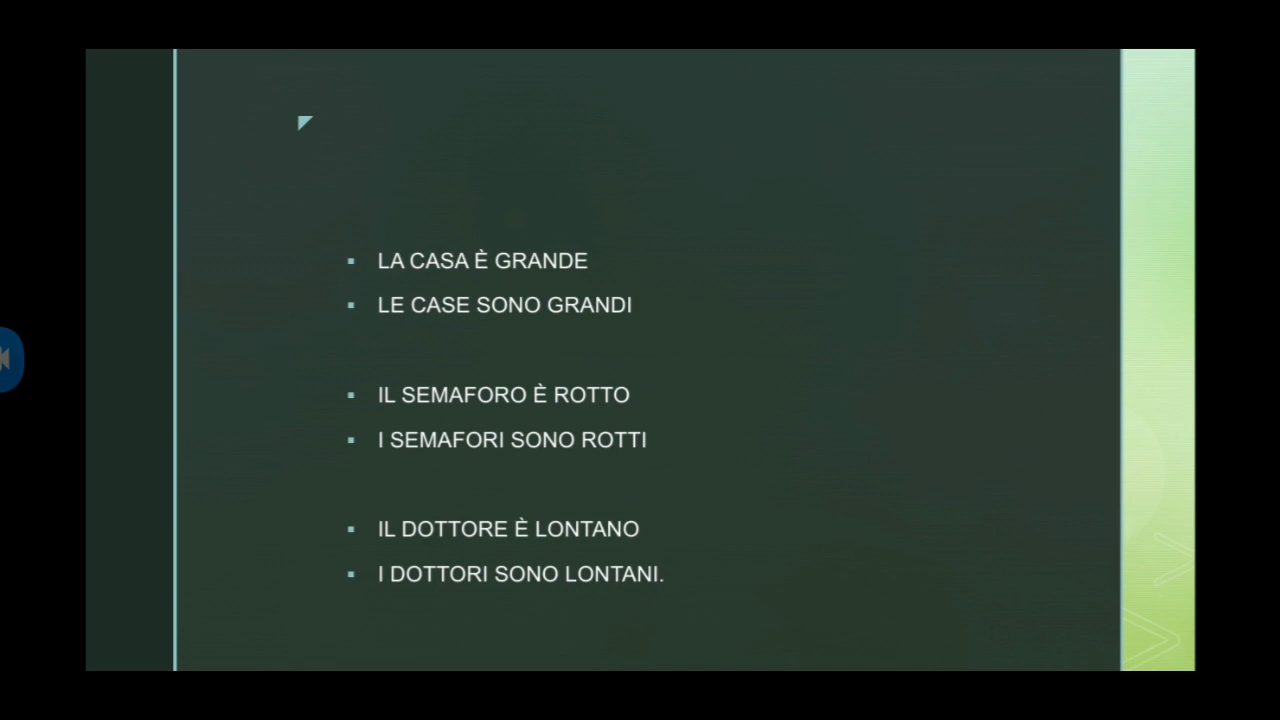 LA CASA È GRANDE
LE CASE SONO GRANDI
IL SEMAFORO È ROTTO
I SEMAFORI SONO ROTTI
IL DOTTORE È LONTANO
I DOTTORI SONO LONTANI.